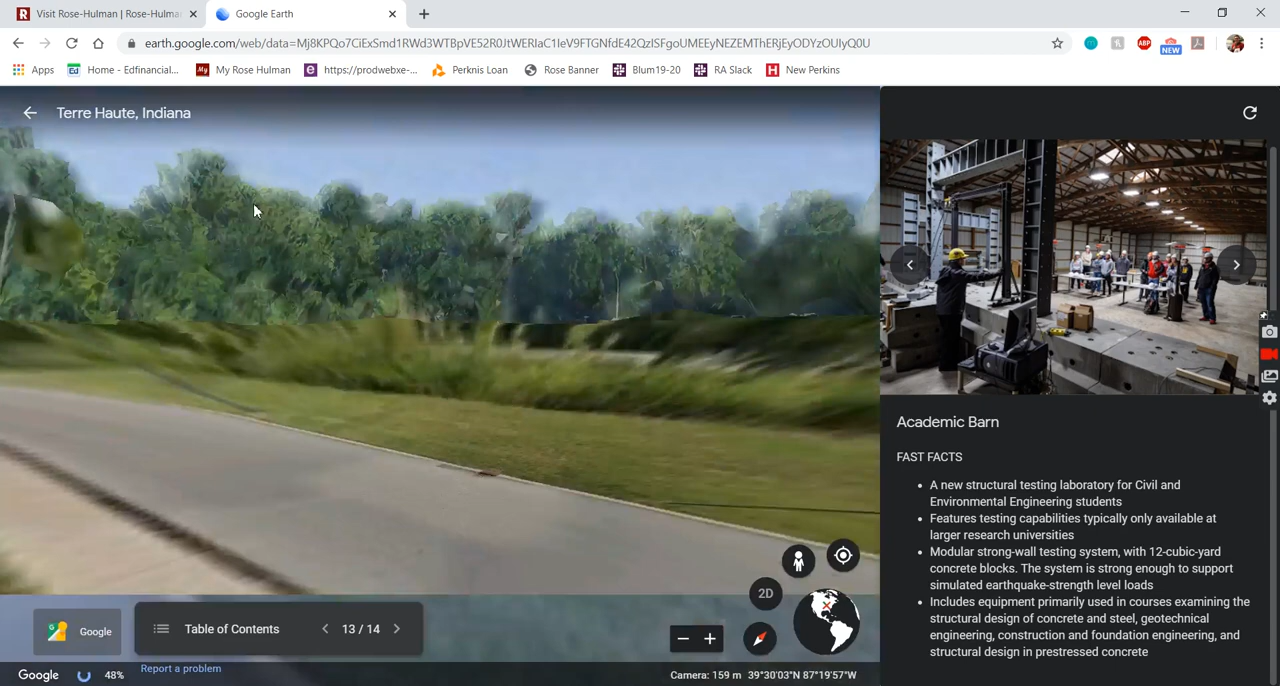 Visit Rose-Hulman | Rose-Hulma
Google Earth
earth.google.com/web/data=Mj8KPQo7CiExSmd1RWd3WTBpVE52R0JtWERIaC1IeV9FTGNfdE42QzISFgoUMEEyNEZEMThERjEyODYzOUIyQ0U
ABP
NEW
Apps
Ed Home - Edfinancial...
My My Rose Hulman
e https://prodwebxe-...
Perknis Loan
Rose Banner
Blum19-20
RA Slack
H New Perkins
Terre Haute, Indiana
Academic Barn
FAST FACTS
• A new structural testing laboratory for Civil and
Environmental Engineering students
• Features testing capabilities typically only available at
larger research universities
• Modular strong-wall testing system, with 12-cubic-yard
concrete blocks. The system is strong enough to support
simulated earthquake-strength level loads
• Includes equipment primarily used in courses examining the
structural design of concrete and steel, geotechnical
engineering, construction and foundation engineering, and
structural design in prestressed concrete
2D
Google
Table of Contents
13 / 14
Google
48%
Report a problem
Camera: 159 m 39°30'03"N 87°19'57"W